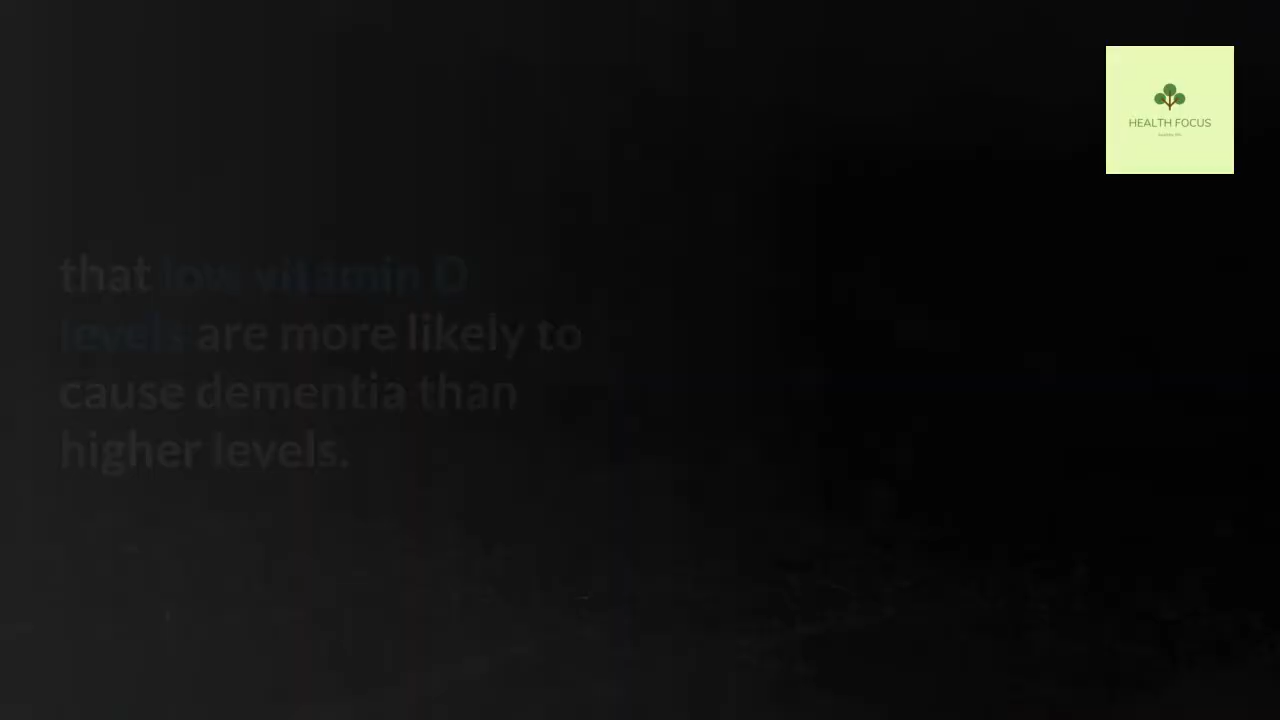 HEALTH FOCUS
that low vitamin D
levels are more likely to
cause dementia than
higher levels.